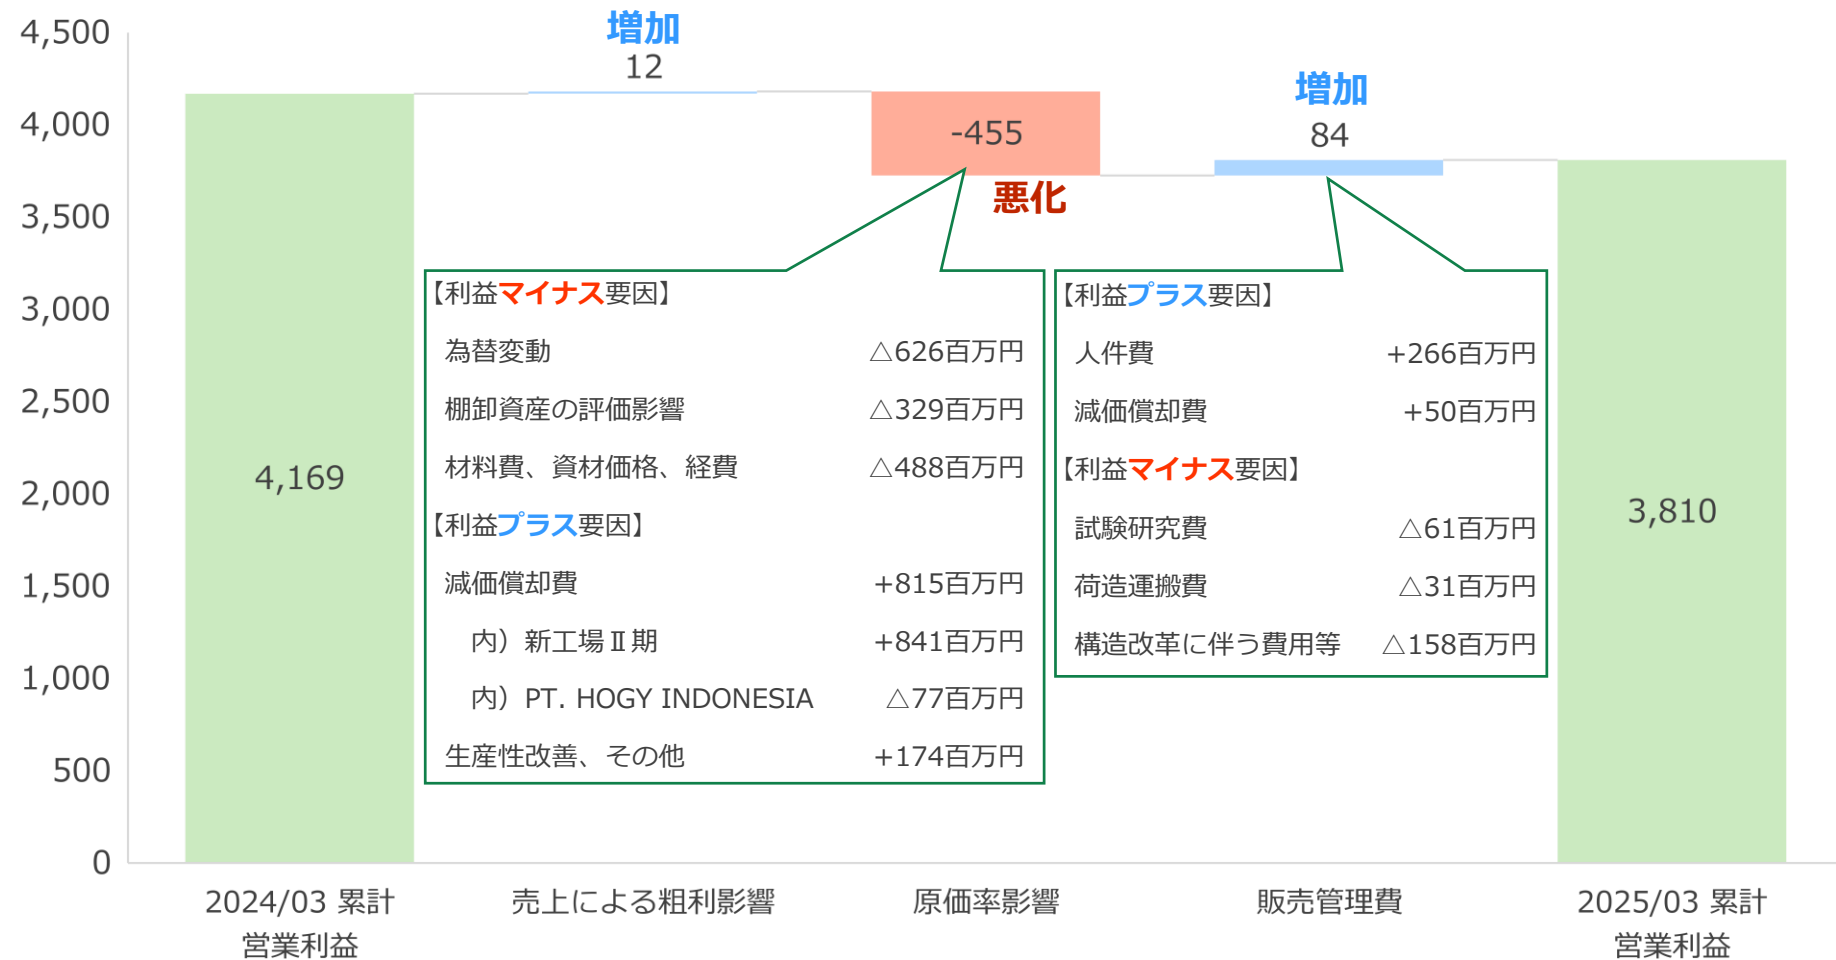 4,500
4,000
3,500
3,000
2,500
2,000
1,500
1,000
500
0
4,169
増加
12
-455
悪化
増加
84
3,810
【利益マイナス要因】
為替変動 △626百万円
棚卸資産の評価影響 △329百万円
材料費、資材価格、経費 △488百万円
【利益プラス要因】
減価償却費 +815百万円
内）新工場Ⅱ期 +841百万円
内）PT. HOGY INDONESIA △77百万円
生産性改善、その他 +174百万円
【利益プラス要因】
人件費 +266百万円
減価償却費 +50百万円
【利益マイナス要因】
試験研究費 △61百万円
荷造運搬費 △31百万円
構造改革に伴う費用等 △158百万円
2024/03 累計
営業利益
売上による粗利影響
原価率影響
販売管理費
2025/03 累計
営業利益